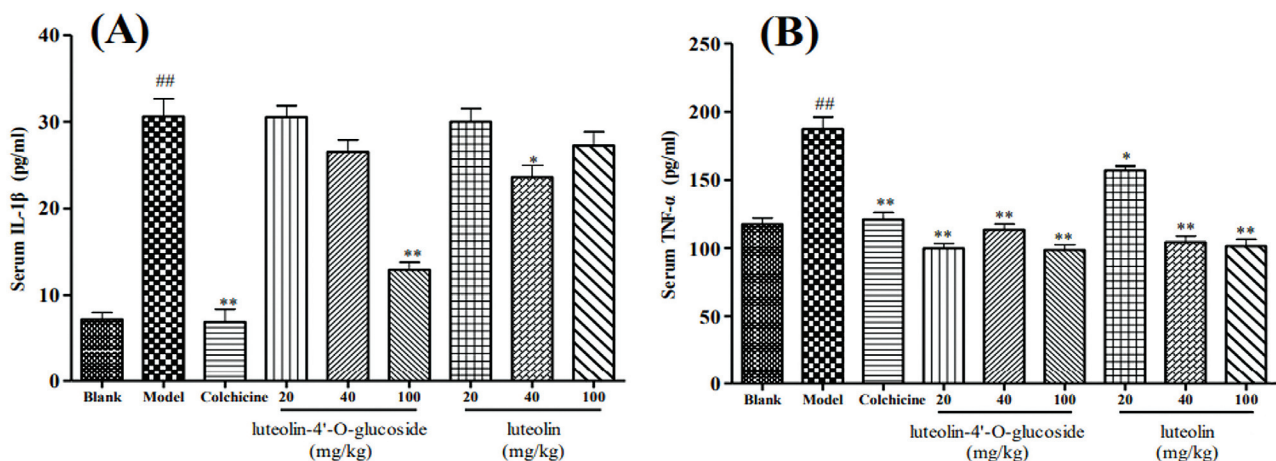 (A)
Serum IL-1β (pg/ml)
40
30
20
10
0
##
**
**
*
Blank Model Colchicine 20 40 100 20 40 100
luteolin-4'-O-glucoside luteolin
(mg/kg) (mg/kg)
(B)
Serum TNF-α (pg/ml)
250
200
150
100
50
0
##
**
**
**
**
*
**
**
Blank Model Colchicine 20 40 100 20 40 100
luteolin-4'-O-glucoside luteolin
(mg/kg) (mg/kg)